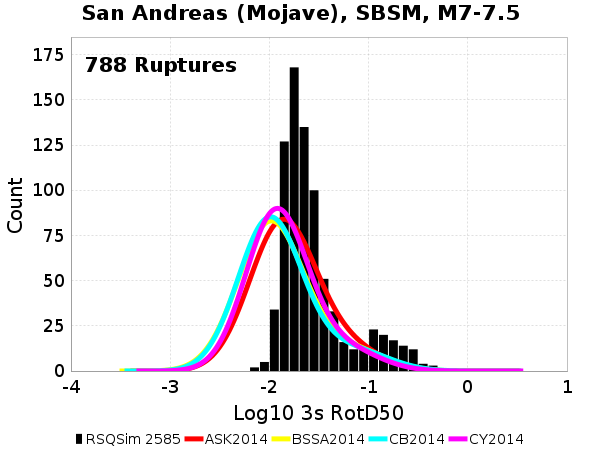 San Andreas (Mojave), SBSM, M7-7.5
788 Ruptures
175
150
125
100
75
50
25
0
Count
-4 -3 -2 -1 0 1
Log10 3s RotD50
RSQSim 2585 ASK2014 BSSA2014 CB2014 CY2014